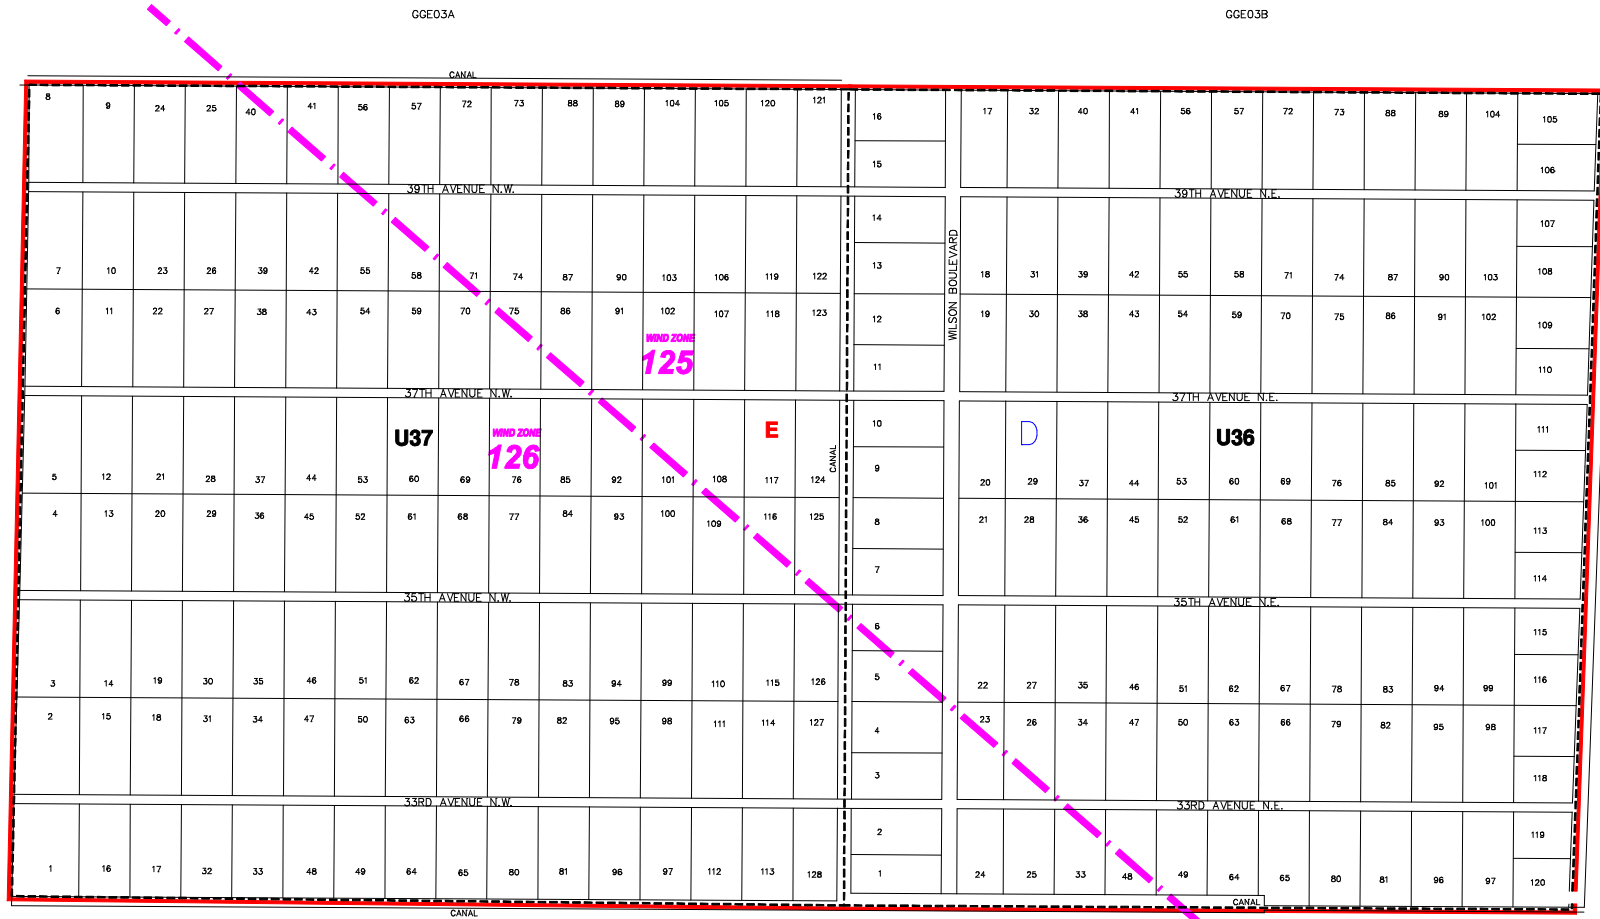 GGE03A GGE03B
CANAL
8 9 24 25 40 41 56 57 72 73 88 89 104 105 120 121 16 17 32 40 41 56 57 72 73 88 89 104 105
15 106
39TH AVENUE N.W. 39TH AVENUE N.E.
14 107
7 10 23 26 39 42 55 58 71 74 87 90 103 106 119 122 13 18 31 39 42 55 58 71 74 87 90 103 108
WILSON BOULEVARD
6 11 22 27 38 43 54 59 70 75 86 91 102 107 118 123 12 19 30 38 43 54 59 70 75 86 91 102 109
WIND ZONE
125
11 110
37TH AVENUE N.W. 37TH AVENUE N.E.
10 111
U37 WIND ZONE E D U36
126
CANAL
5 12 21 28 37 44 53 60 69 76 85 92 101 108 117 124 9 20 29 37 44 53 60 69 76 85 92 101 112
4 13 20 29 36 45 52 61 68 77 84 93 100 109 116 125 8 21 28 36 45 52 61 68 77 84 93 100 113
7 114
35TH AVENUE N.W. 35TH AVENUE N.E.
6 115
3 14 19 30 35 46 51 62 67 78 83 94 99 110 115 126 5 22 27 35 46 51 62 67 78 83 94 99 116
2 15 18 31 34 47 50 63 66 79 82 95 98 111 114 127 4 23 26 34 47 50 63 66 79 82 95 98 117
3 118
33RD AVENUE N.W. 33RD AVENUE N.E.
2 119
1 16 17 32 33 48 49 64 65 80 81 96 97 112 113 128 1 24 25 33 48 49 64 65 80 81 96 97 120
CANAL
CANAL